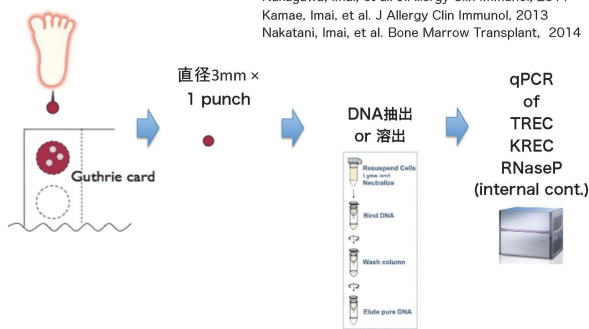 Kamae, Imai, et al. J Allergy Clin Immunol, 2013
Nakatani, Imai, et al. Bone Marrow Transplant, 2014
直径3mm ×
1 punch
Guthrie card
DNA抽出
or 溶出
Resuspend Cells
Lyse and
Neutralize
Bind DNA
Wash column
Elute pure DNA
qPCR
of
TREC
KREC
RNaseP
(internal cont.)